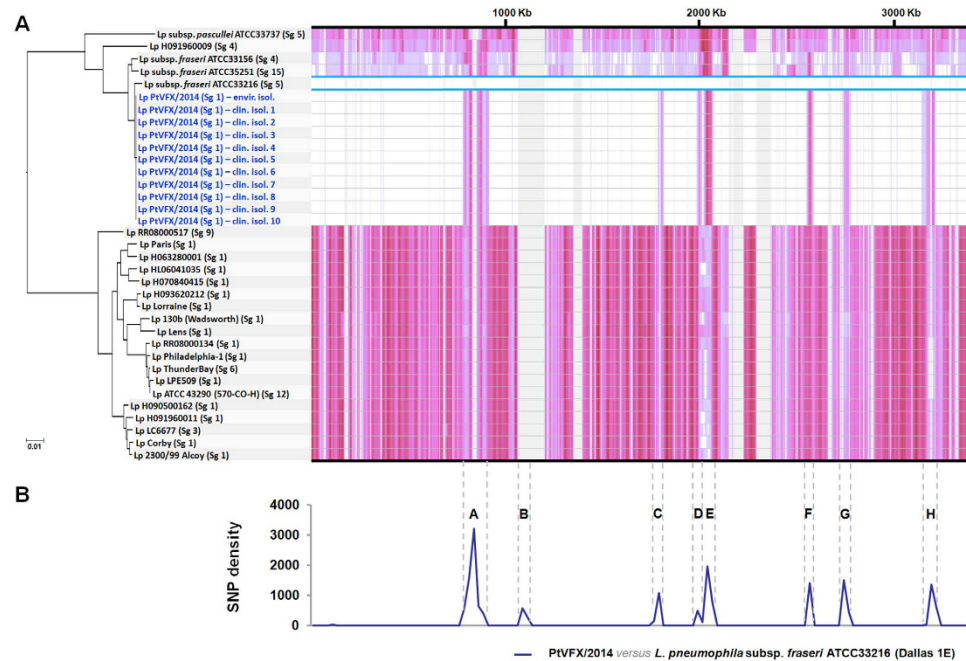 A
1000 Kb 2000 Kb 3000 Kb
Lp subsp. pascullei ATCC33737 (Sg 5)
Lp H091960009 (Sg 4)
Lp subsp. fraseri ATCC33156 (Sg 4)
Lp subsp. fraseri ATCC35251 (Sg 15)
Lp subsp. fraseri ATCC33216 (Sg 5)
Lp PtVFX/2014 (Sg 1) – envir. isol.
Lp PtVFX/2014 (Sg 1) – clin. isol. 1
Lp PtVFX/2014 (Sg 1) – clin. isol. 2
Lp PtVFX/2014 (Sg 1) – clin. isol. 3
Lp PtVFX/2014 (Sg 1) – clin. isol. 4
Lp PtVFX/2014 (Sg 1) – clin. isol. 5
Lp PtVFX/2014 (Sg 1) – clin. isol. 6
Lp PtVFX/2014 (Sg 1) – clin. isol. 7
Lp PtVFX/2014 (Sg 1) – clin. isol. 8
Lp PtVFX/2014 (Sg 1) – clin. isol. 9
Lp PtVFX/2014 (Sg 1) – clin. isol. 10
Lp RR08000517 (Sg 9)
Lp Paris (Sg 1)
Lp H063280001 (Sg 1)
Lp HL06041035 (Sg 1)
Lp H070840415 (Sg 1)
Lp H093620212 (Sg 1)
Lp Lorraine (Sg 1)
Lp 130b (Wadsworth) (Sg 1)
Lp Lens (Sg 1)
Lp RR08000134 (Sg 1)
Lp Philadelphia-1 (Sg 1)
Lp ThunderBay (Sg 6)
Lp LPE509 (Sg 1)
Lp ATCC 43290 (570-CO-H) (Sg 12)
Lp H090500162 (Sg 1)
Lp H091960011 (Sg 1)
Lp LC6677 (Sg 3)
Lp Corby (Sg 1)
Lp 2300/99 Alcoy (Sg 1)
0.01
B
SNP density
4000
3000
2000
1000
0
A B C D E F G H
PtVFX/2014 versus L. pneumophila subsp. fraseri ATCC33216 (Dallas 1E)